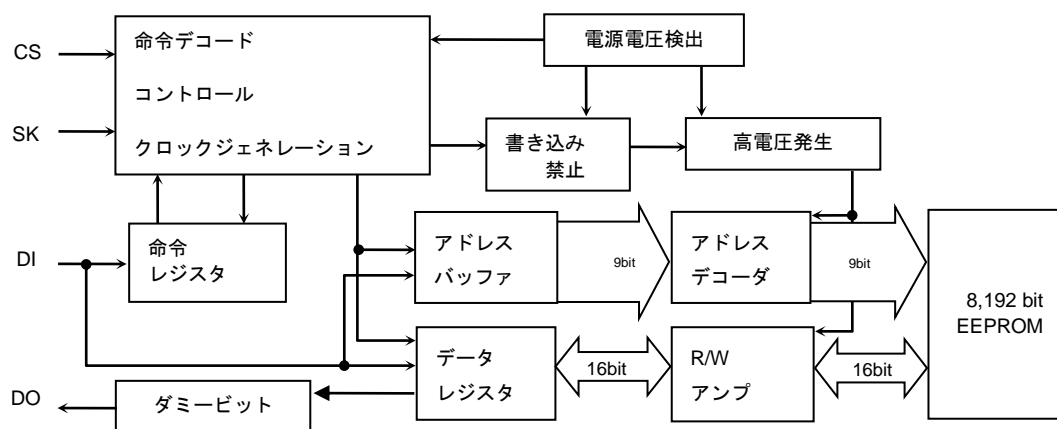 命令デコード
電源電圧検出
CS
コントロール
SK
クロックジェネレーション
書き込み
禁止
高電圧発生
DI
命令
レジスタ
アドレス
バッファ
9bit
アドレス
デコーダ
9bit
8,192 bit
EEPROM
データ
レジスタ
16bit
R/W
アンプ
16bit
DO
ダミービット